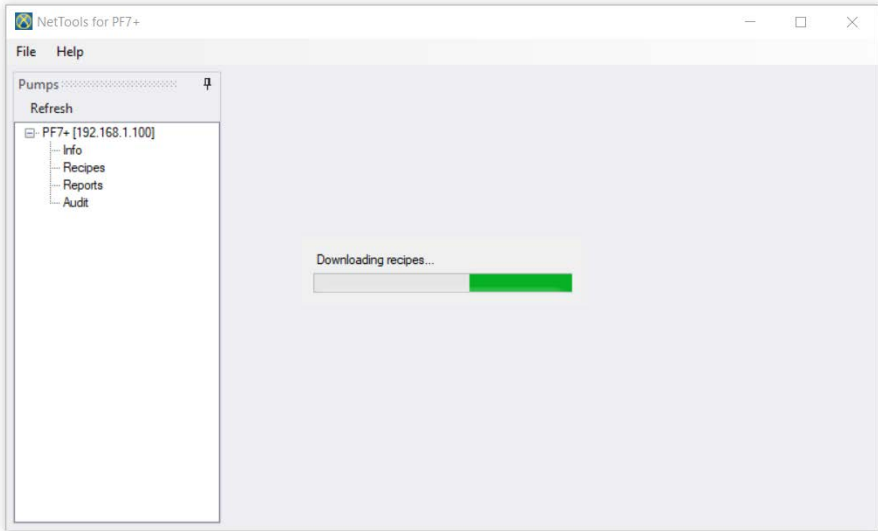 NetTools for PF7+
File Help
Pumps
Refresh
PF7+ [192.168.1.100]
Info
Recipes
Reports
Audit
Downloading recipes...